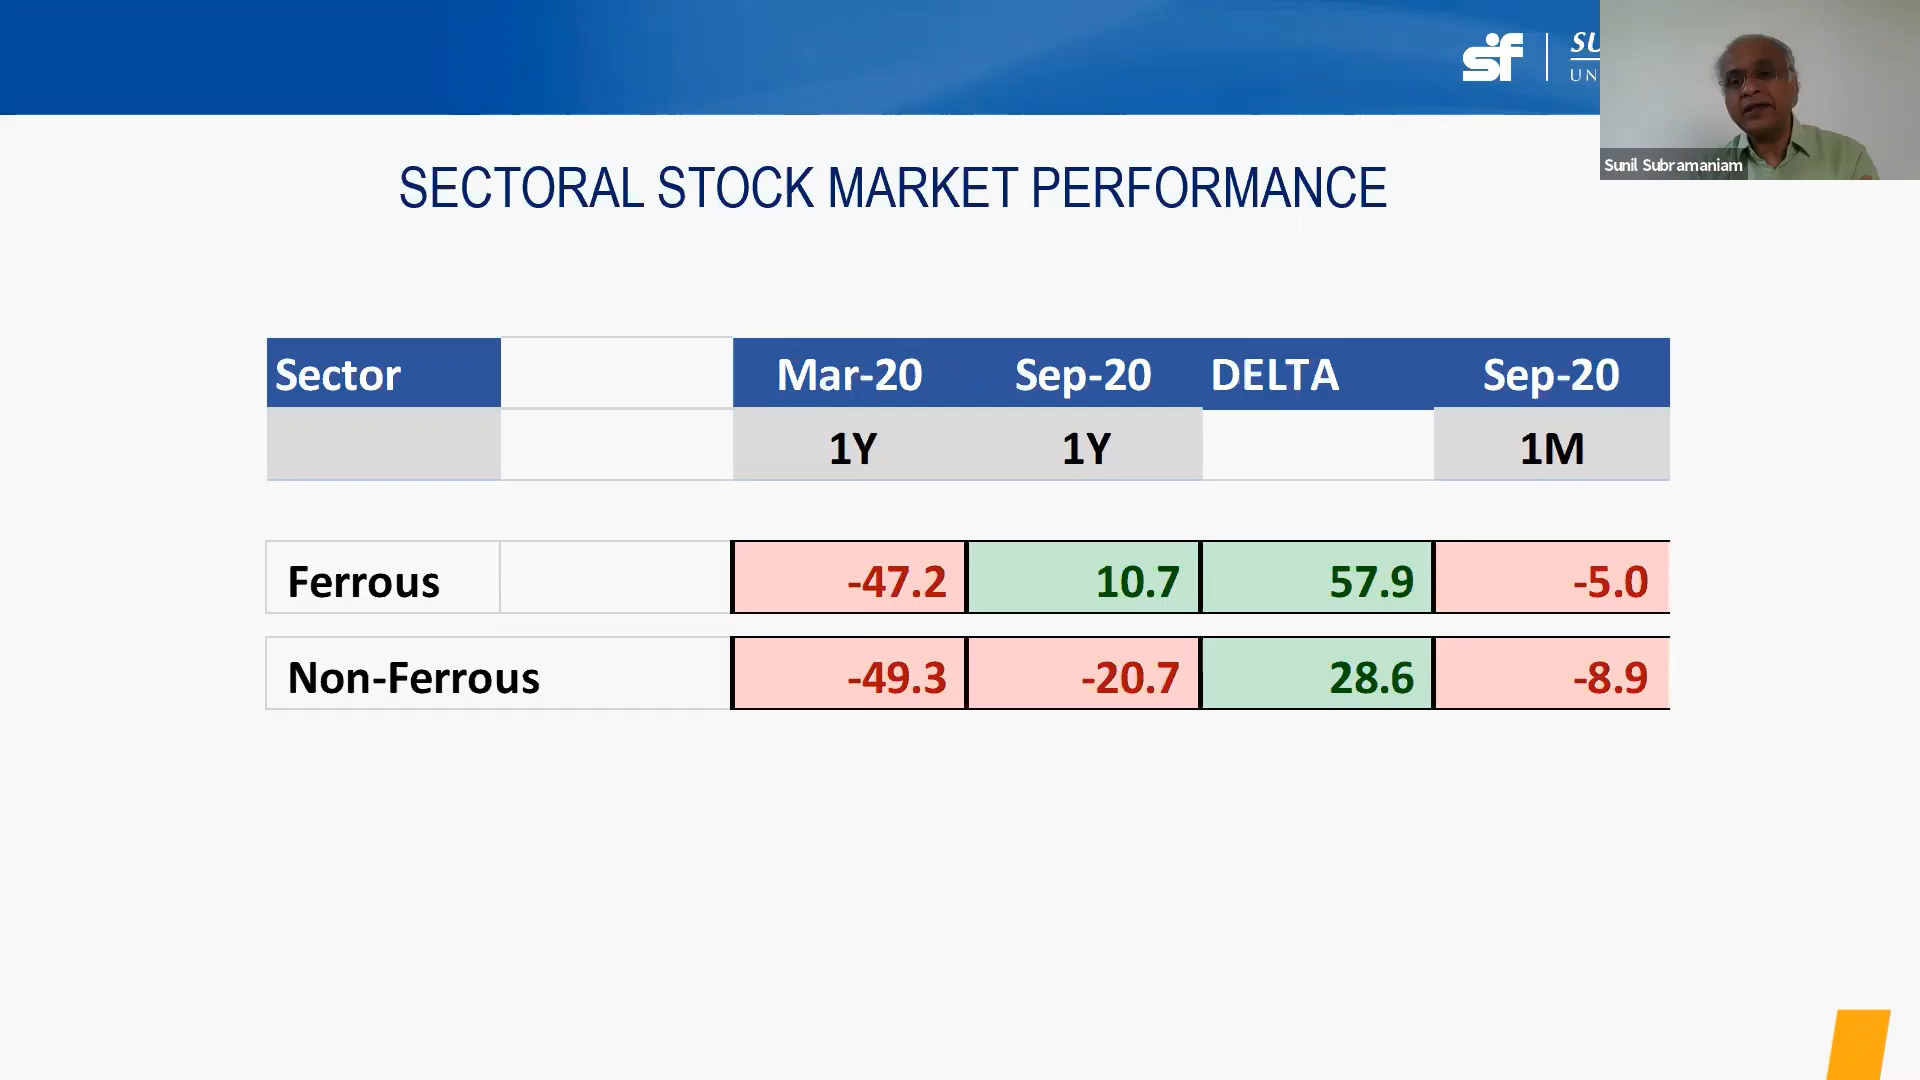 sf
SECTORAL STOCK MARKET PERFORMANCE
Sunil Subramaniam
Sector Mar-20 Sep-20 DELTA Sep-20
1Y 1Y 1M
Ferrous -47.2 10.7 57.9 -5.0
Non-Ferrous -49.3 -20.7 28.6 -8.9